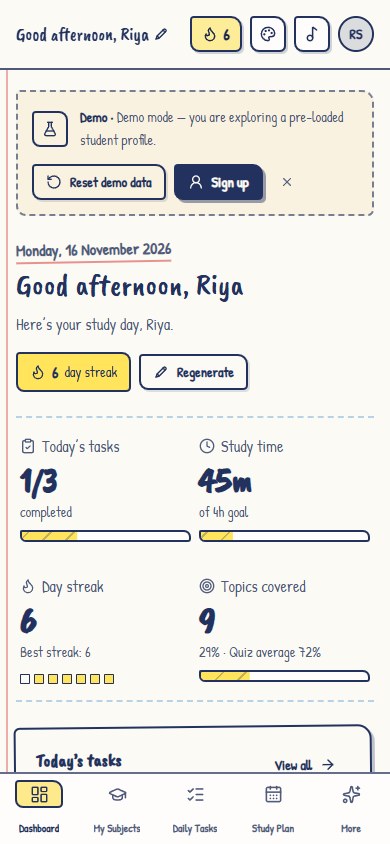 Good afternoon, Riya
6
RS
Demo · Demo mode — you are exploring a pre-loaded
student profile.
Reset demo data
Sign up
Monday, 16 November 2026
Good afternoon, Riya
Here's your study day, Riya.
6 day streak
Regenerate
Today's tasks
Study time
1/3
45m
completed
of 4h goal
Day streak
Topics covered
6
9
Best streak: 6
29% · Quiz average 72%
Today's tasks
View all
Dashboard
My Subjects
Daily Tasks
Study Plan
More